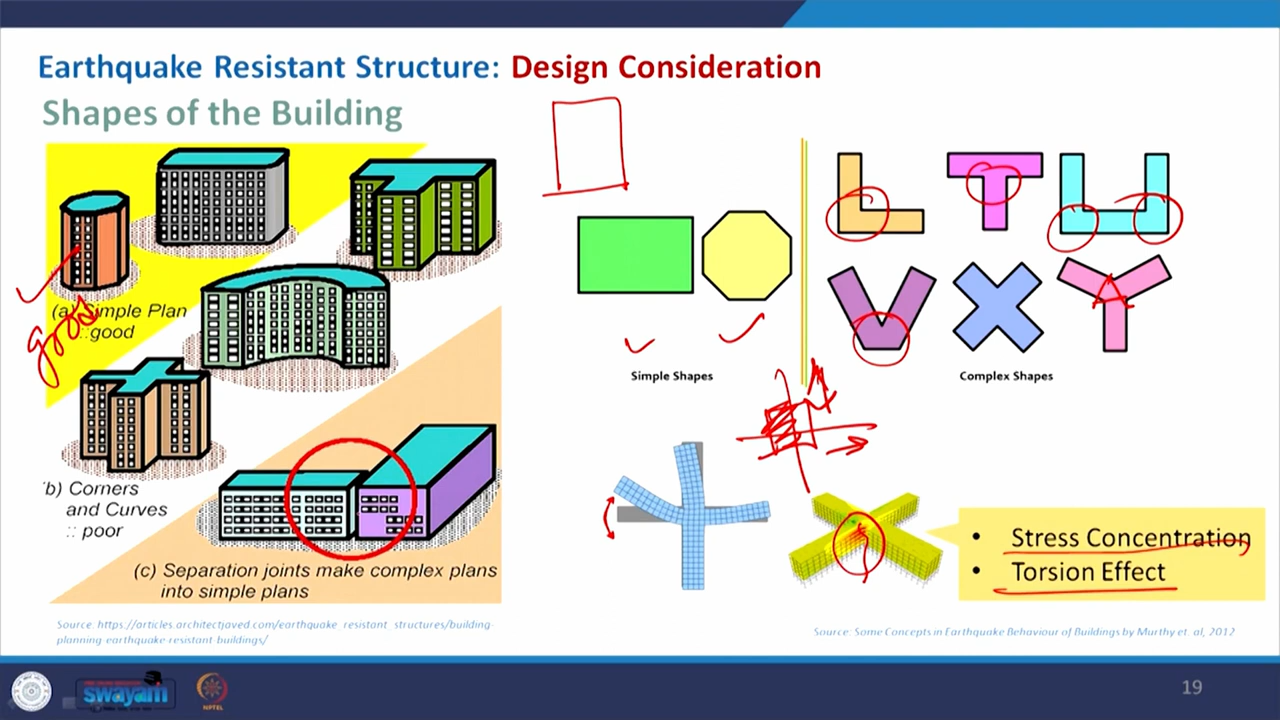 Earthquake Resistant Structure: Design Consideration
Shapes of the Building
(a) Simple Plan
:: good
good
b) Corners
and Curves
:: poor
(c) Separation joints make complex plans
into simple plans
Source: https://articles.architectjaved.com/earthquake_resistant_structures/building-
planning-earthquake-resistant-buildings/
Simple Shapes
Complex Shapes
• Stress Concentration
• Torsion Effect
Source: Some Concepts in Earthquake Behaviour of Buildings by Murthy et. al, 2012
swayam
NPTEL
19